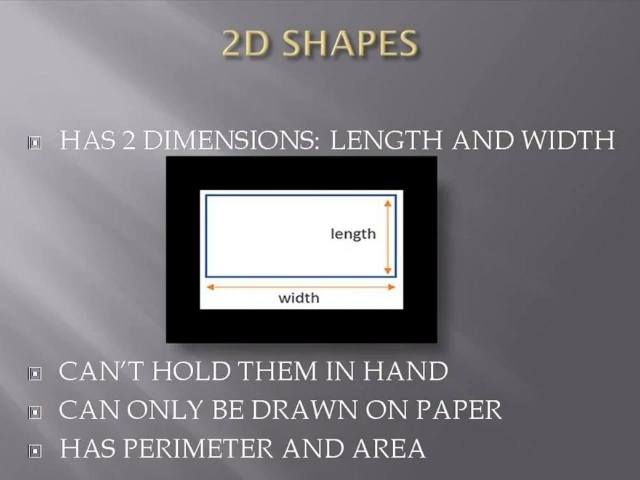 2D SHAPES
HAS 2 DIMENSIONS: LENGTH AND WIDTH
length
width
CAN’T HOLD THEM IN HAND
CAN ONLY BE DRAWN ON PAPER
HAS PERIMETER AND AREA